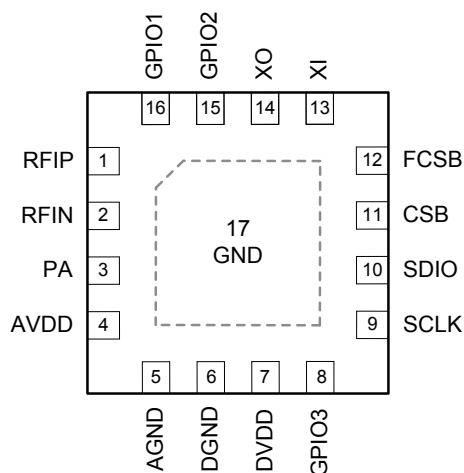 GPIO1
GPIO2
XO
XI
16
15
14
13
RFIP
1
12
FCSB
RFIN
2
11
CSB
17
GND
PA
3
10
SDIO
AVDD
4
9
SCLK
5
6
7
8
AGND
DGND
DVDD
GPIO3